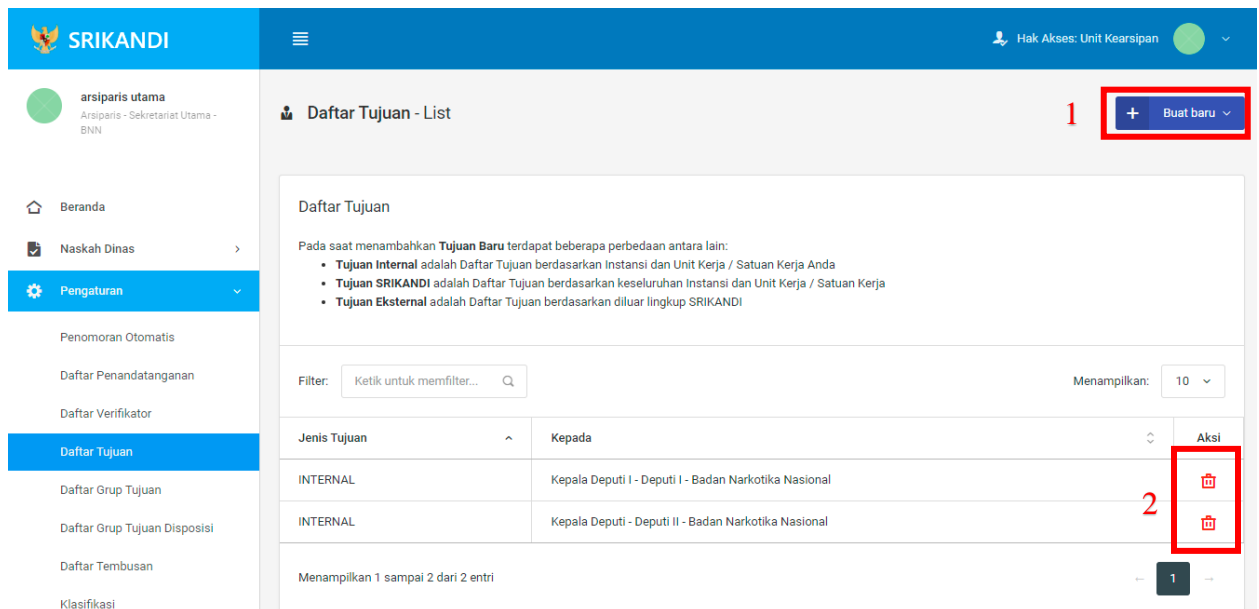 SRIKANDI
Hak Akses: Unit Kearsipan
arsiparis utama
Arsiparis - Sekretariat Utama -
BNN
Daftar Tujuan - List
1
+ Buat baru
Beranda
Naskah Dinas
Pengaturan
Penomoran Otomatis
Daftar Penandatanganan
Daftar Verifikator
Daftar Tujuan
Daftar Grup Tujuan
Daftar Grup Tujuan Disposisi
Daftar Tembusan
Klasifikasi
Daftar Tujuan
Pada saat menambahkan Tujuan Baru terdapat beberapa perbedaan antara lain:
• Tujuan Internal adalah Daftar Tujuan berdasarkan Instansi dan Unit Kerja / Satuan Kerja Anda
• Tujuan SRIKANDI adalah Daftar Tujuan berdasarkan keseluruhan Instansi dan Unit Kerja / Satuan Kerja
• Tujuan Eksternal adalah Daftar Tujuan berdasarkan diluar lingkup SRIKANDI
Filter: Ketik untuk memfilter... Menampilkan: 10
Jenis Tujuan Kepada Aksi
INTERNAL Kepala Deputi I - Deputi I - Badan Narkotika Nasional
2
INTERNAL Kepala Deputi - Deputi II - Badan Narkotika Nasional
Menampilkan 1 sampai 2 dari 2 entri ← 1 →